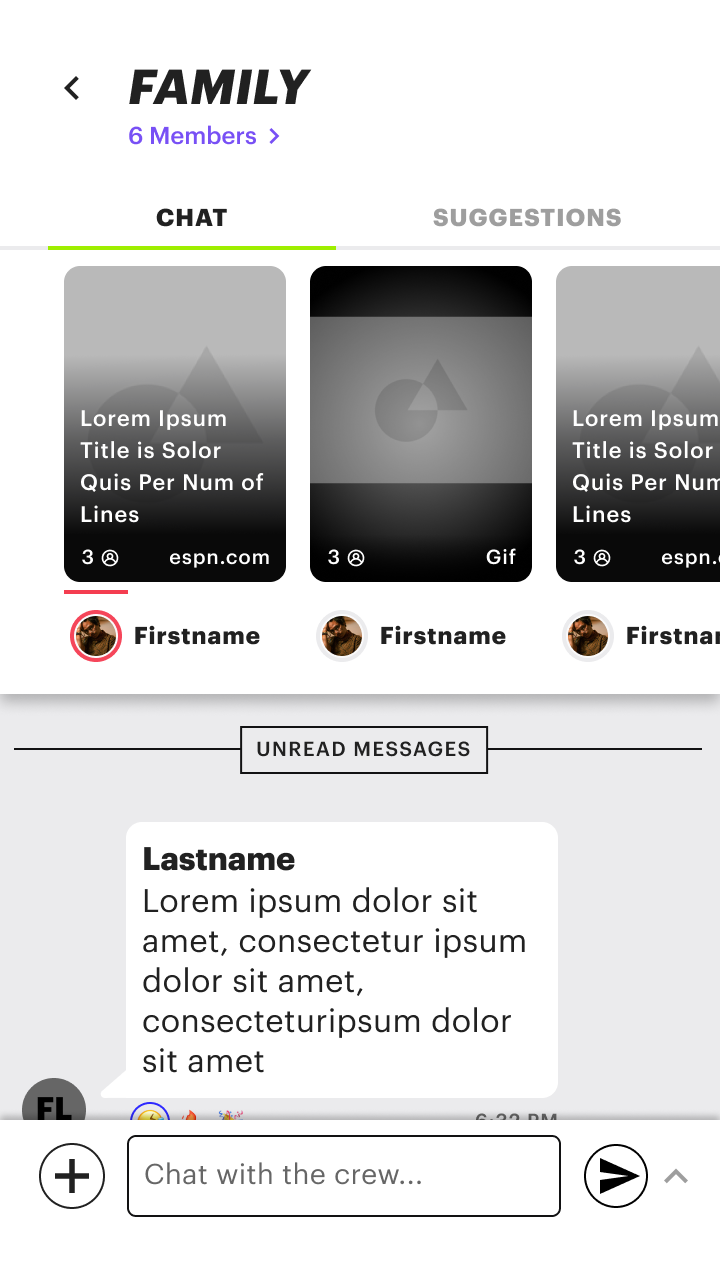 FAMILY
6 Members
CHAT
SUGGESTIONS
Lorem Ipsum
Title is Solor
Quis Per Num of
Lines
3
espn.com
3
Gif
Lorem Ipsum
Title is Solor
Quis Per Num
Lines
3
espn.
Firstname
Firstname
Firstna
UNREAD MESSAGES
Lastname
Lorem ipsum dolor sit
amet, consectetur ipsum
dolor sit amet,
consecteturipsum dolor
sit amet
FL
6:32 PM
Chat with the crew...